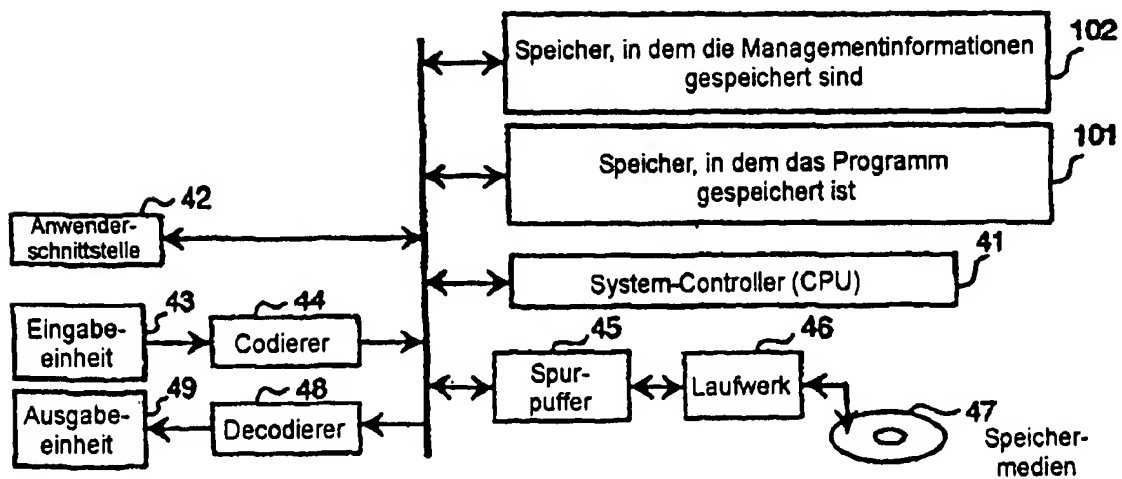 102
Speicher, in dem die Managementinformationen
gespeichert sind
101
Speicher, in dem das Programm
gespeichert ist
42
Anwender-
schnittstelle
41
System-Controller (CPU)
43
Eingabe-
einheit
44
Codierer
45
Spur-
puffer
46
Laufwerk
49
Ausgabe-
einheit
48
Decodierer
47
Speicher-
medien